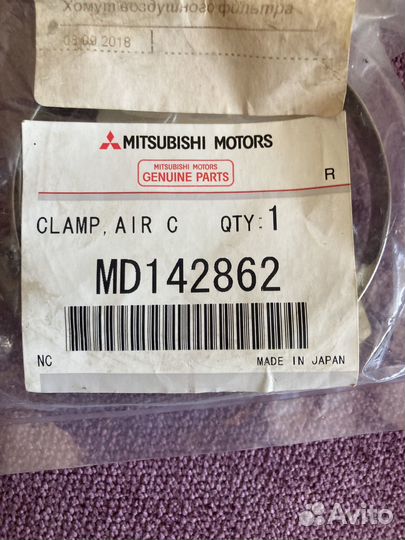 Хомут воздушного фильтра
03.09.2018
MITSUBISHI MOTORS
MITSUBISHI MOTORS
GENUINE PARTS
R
CLAMP, AIR C QTY:1
MD142862
NC MADE IN JAPAN
Avito